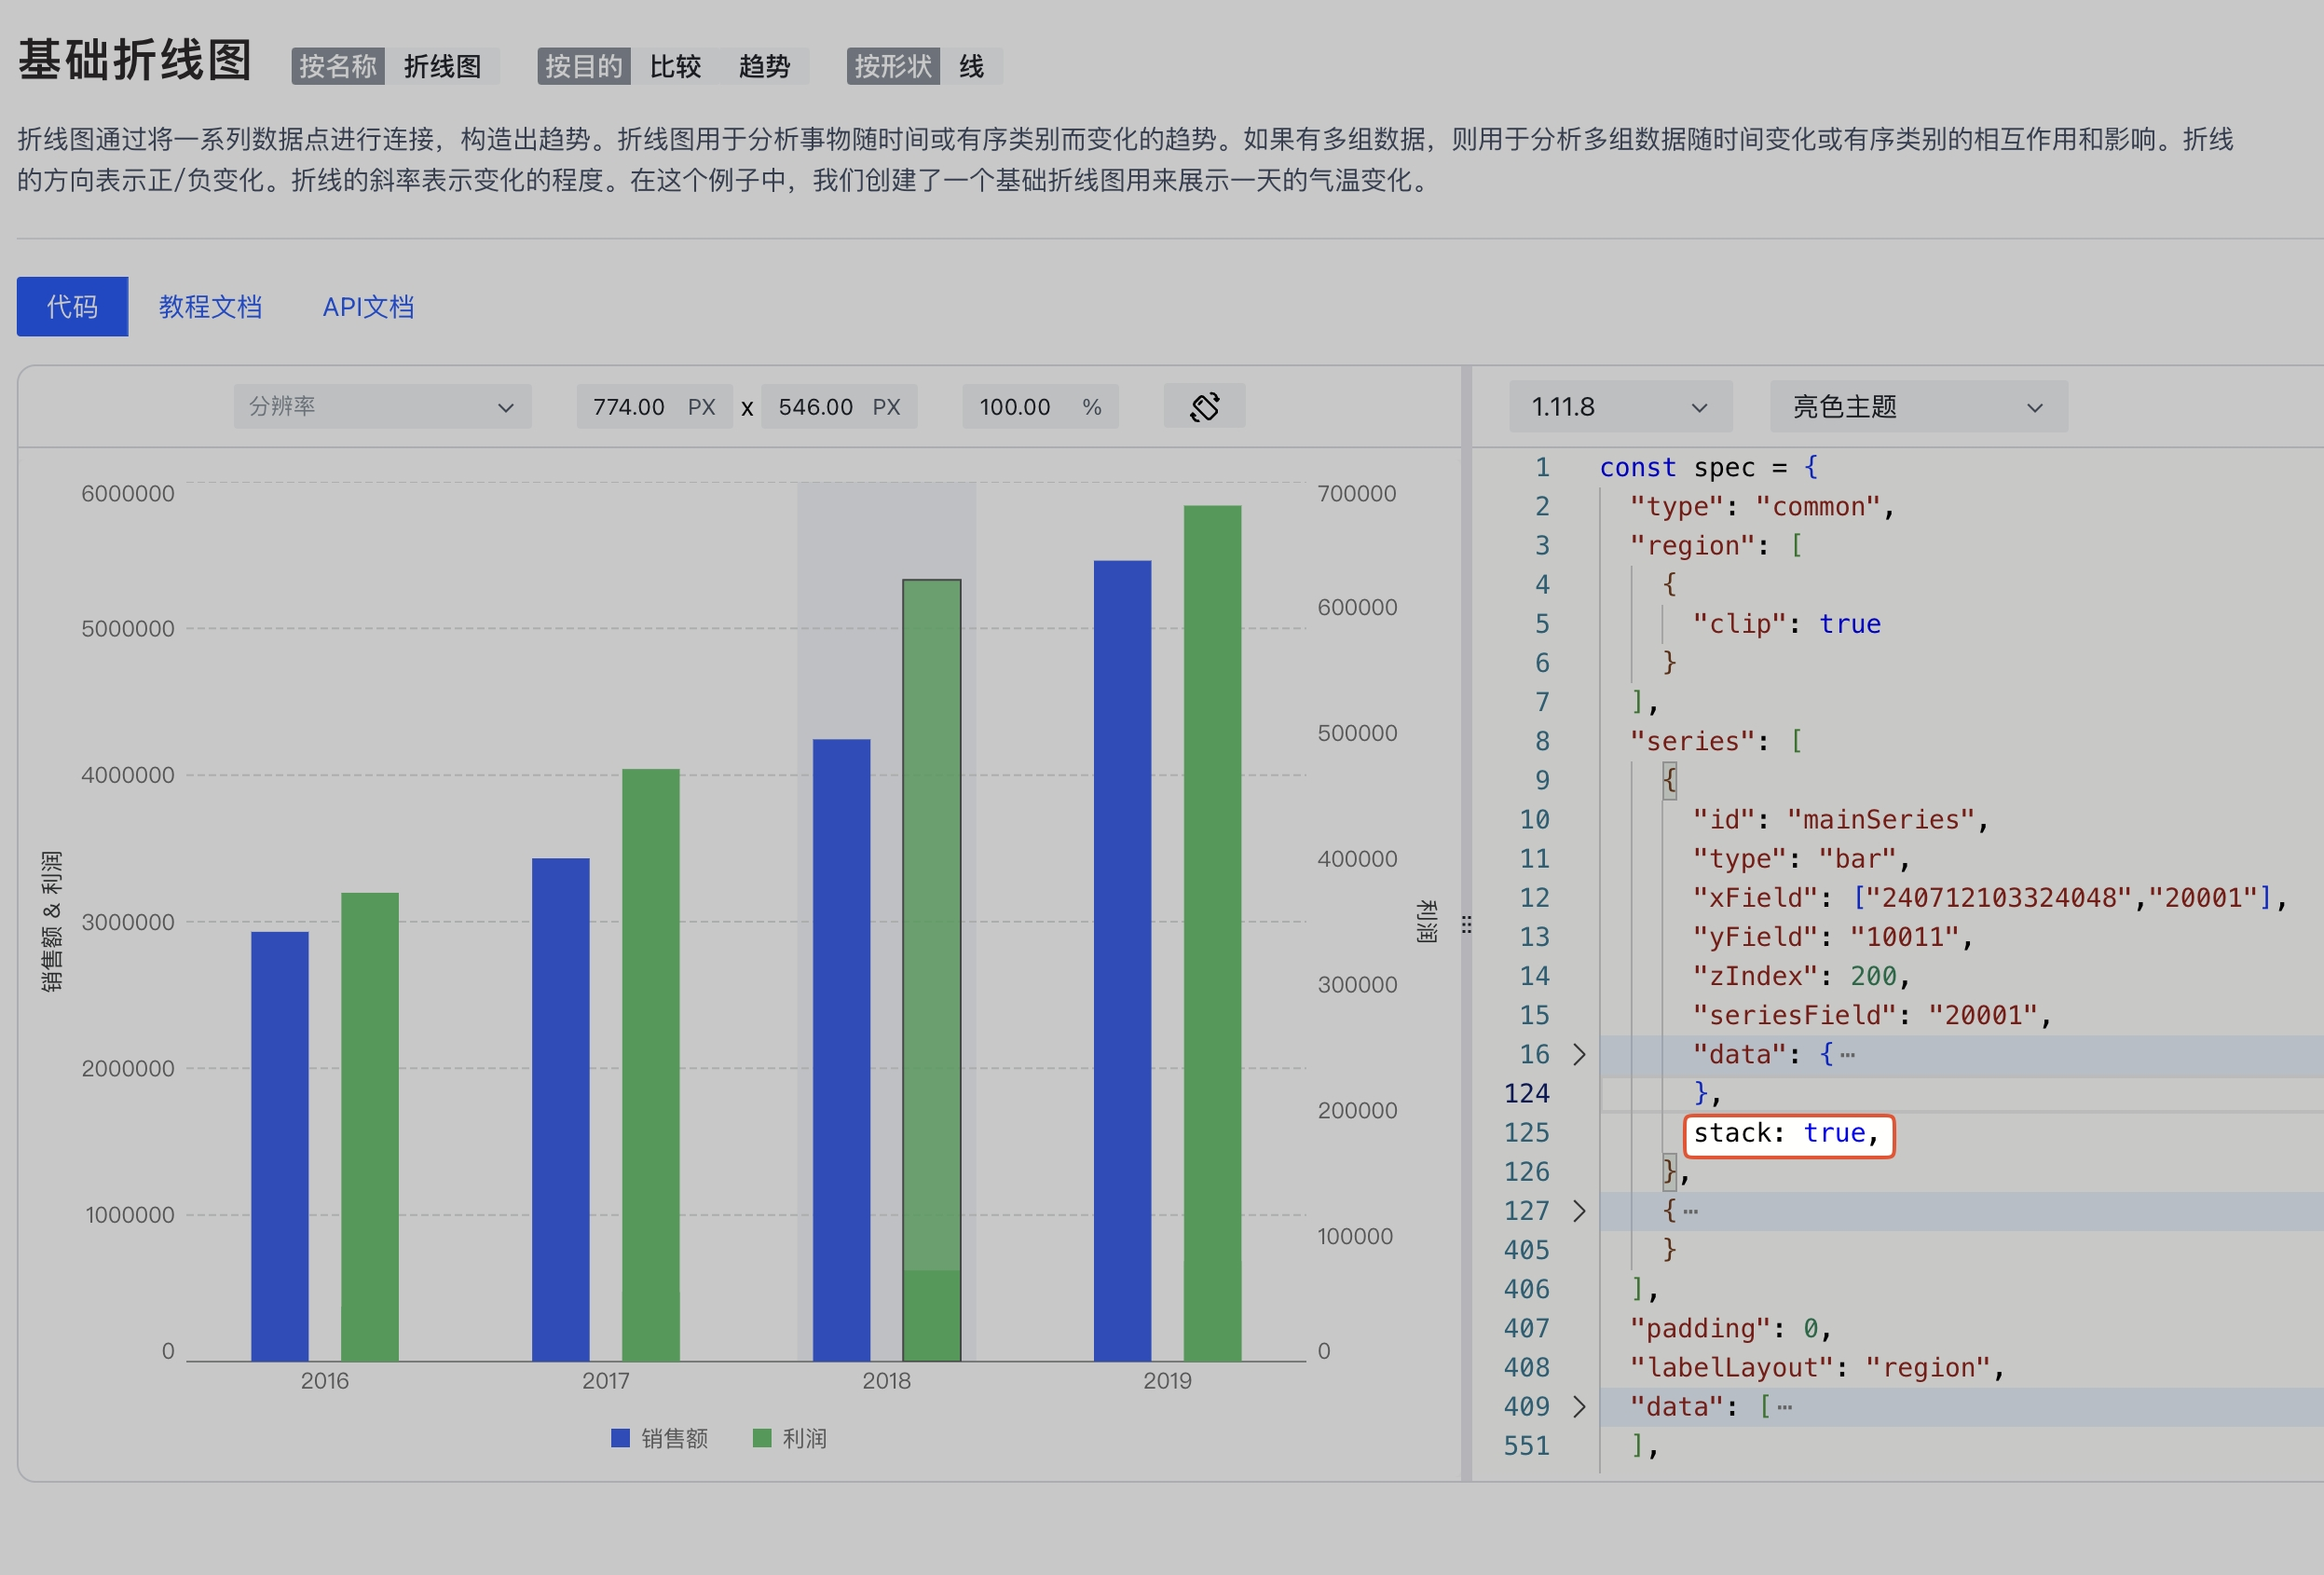 基础折线图 按名称 折线图 按目的 比较 趋势 按形状 线
折线图通过将一系列数据点进行连接，构造出趋势。折线图用于分析事物随时间或有序类别而变化的趋势。如果有多组数据，则用于分析多组数据随时间变化或有序类别的相互作用和影响。折线
的方向表示正/负变化。折线的斜率表示变化的程度。在这个例子中，我们创建了一个基础折线图用来展示一天的气温变化。
代码 教程文档 API文档
分辨率 774.00 PX x 546.00 PX 100.00 %
6000000
5000000
4000000
3000000
2000000
1000000
0
销售额 & 利润
700000
600000
500000
400000
300000
200000
100000
0
利润
2016 2017 2018 2019
销售额 利润
1.11.8 亮色主题
1 const spec = {
2 "type": "common",
3 "region": [
4 {
5 "clip": true
6 }
7 ],
8 "series": [
9 {
10 "id": "mainSeries",
11 "type": "bar",
12 "xField": ["240712103324048","20001"],
13 "yField": "10011",
14 "zIndex": 200,
15 "seriesField": "20001",
16 "data": {⋯
124 },
125 stack: true,
126 },
127 {⋯
405 }
406 ],
407 "padding": 0,
408 "labelLayout": "region",
409 "data": [⋯
551 ],